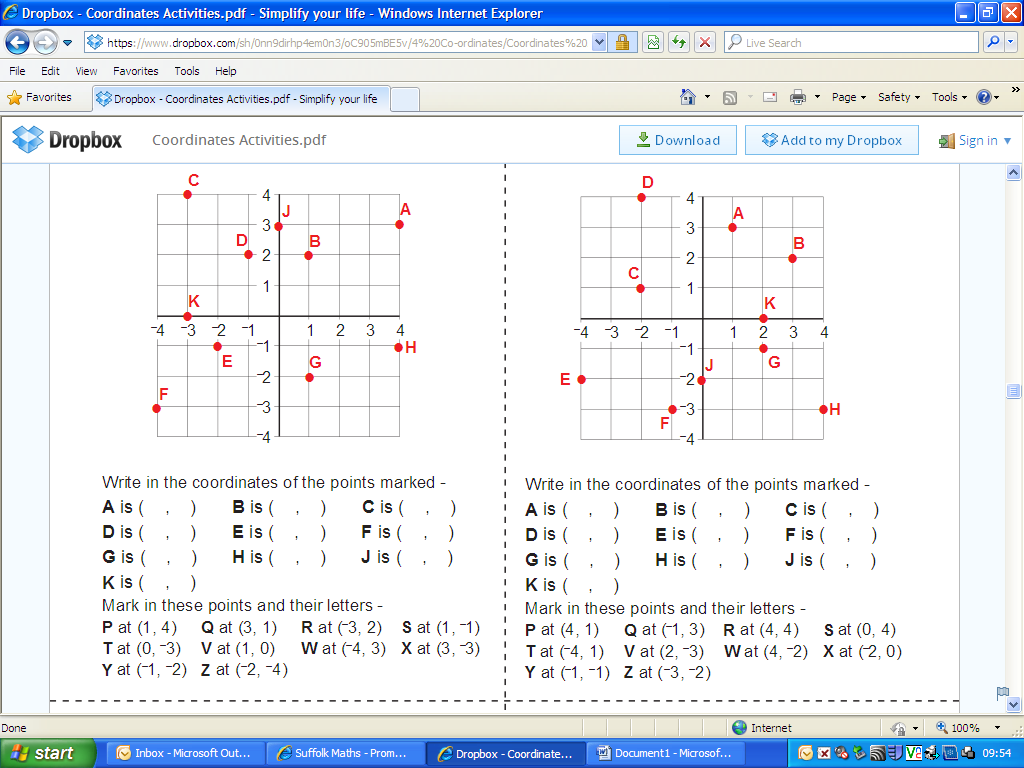 Dropbox - Coordinates Activities.pdf - Simplify your life - Windows Internet Explorer
https://www.dropbox.com/sh/0nn9dirhp4em0n3/oC905mBE5v/4%20Co-ordinates/Coordinates%20
Live Search
File Edit View Favorites Tools Help
Favorites
Dropbox - Coordinates Activities.pdf - Simplify your life
Page Safety Tools
Dropbox
Coordinates Activities.pdf
Download
Add to my Dropbox
Sign in
C
4
J
A
3
D
B
2
1
K
–4 –3 –2 –1 1 2 3 4
–1
H
E
G
–2
F
–3
–4
Write in the coordinates of the points marked -
A is ( , ) B is ( , ) C is ( , )
D is ( , ) E is ( , ) F is ( , )
G is ( , ) H is ( , ) J is ( , )
K is ( , )
Mark in these points and their letters -
P at (1, 4) Q at (3, 1) R at (–3, 2) S at (1, –1)
T at (0, –3) V at (1, 0) W at (–4, 3) X at (3, –3)
Y at (–1, –2) Z at (–2, –4)
D
4
A
3
B
2
C
1
K
–4 –3 –2 –1 1 2 3 4
–1
J
G
E
–2
F
–3
H
–4
Write in the coordinates of the points marked -
A is ( , ) B is ( , ) C is ( , )
D is ( , ) E is ( , ) F is ( , )
G is ( , ) H is ( , ) J is ( , )
K is ( , )
Mark in these points and their letters -
P at (4, 1) Q at (–1, 3) R at (4, 4) S at (0, 4)
T at (–4, 1) V at (2, –3) W at (4, –2) X at (–2, 0)
Y at (–1, –1) Z at (–3, –2)
Done
Internet
100%
start
Inbox - Microsoft Out...
Suffolk Maths - Prom...
Dropbox - Coordinate...
Document1 - Microsof...
09:54